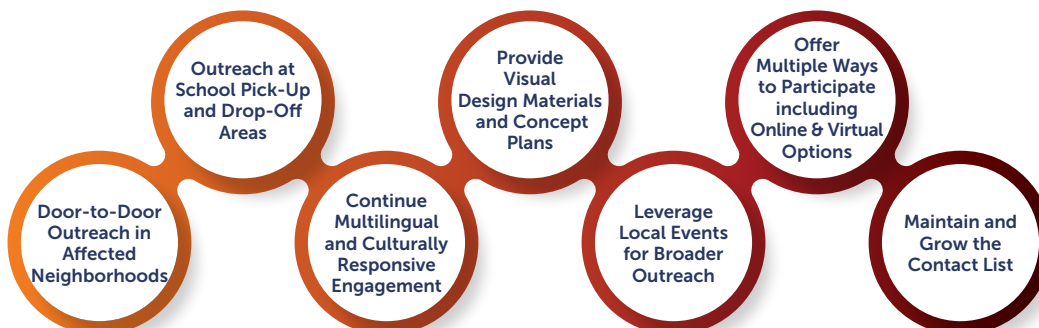 Door-to-Door
Outreach in
Affected
Neighborhoods
Outreach at
School Pick-Up
and Drop-Off
Areas
Continue
Multilingual
and Culturally
Responsive
Engagement
Provide
Visual
Design Materials
and Concept
Plans
Leverage
Local Events
for Broader
Outreach
Offer
Multiple Ways
to Participate
including
Online & Virtual
Options
Maintain and
Grow the
Contact List